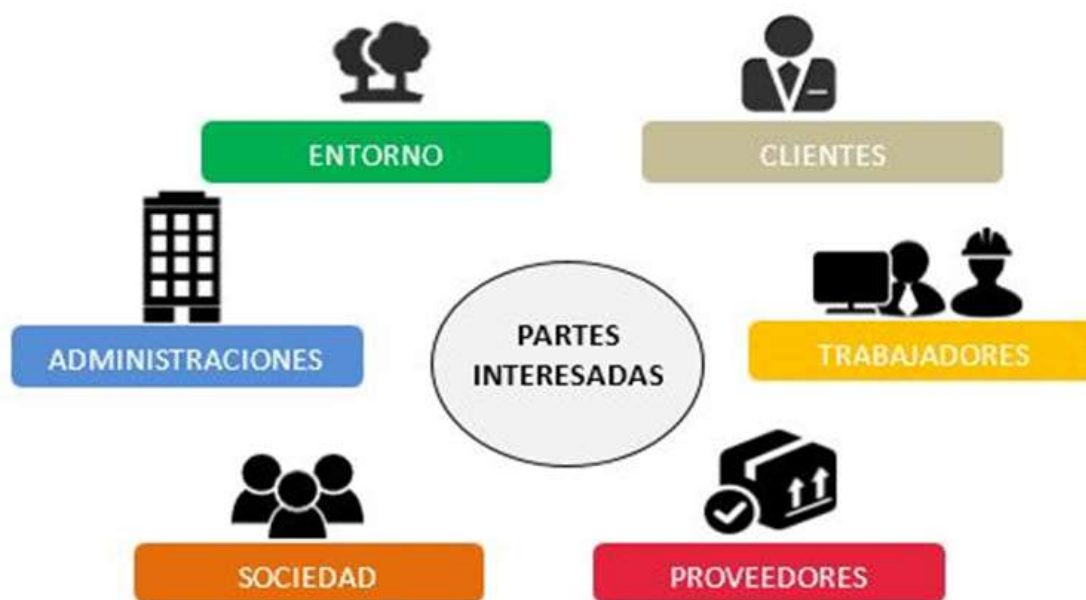 ENTORNO
CLIENTES
ADMINISTRACIONES
PARTES
INTERESADAS
TRABAJADORES
SOCIEDAD
PROVEEDORES